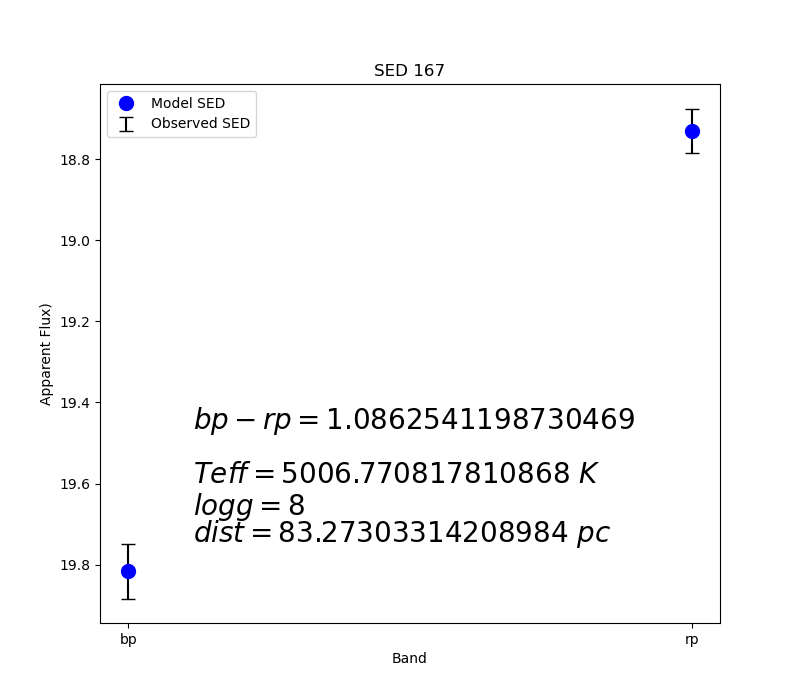 SED 167
Model SED
Observed SED
18.8
19.0
19.2
19.4
19.6
19.8
Apparent Flux)
bp − rp = 1.0862541198730469
Teff = 5006.770817810868 K
logg = 8
dist = 83.27303314208984 pc
bp
rp
Band